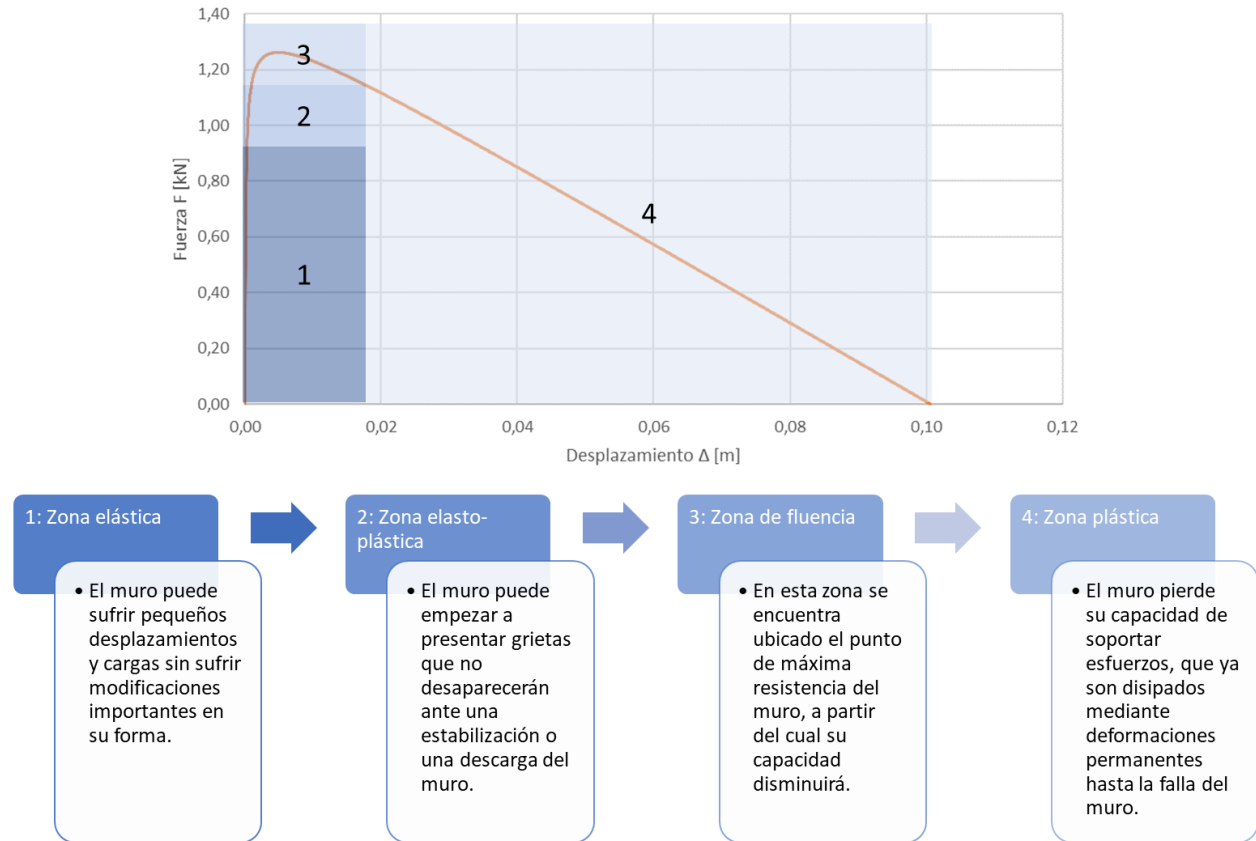 1,40
1,20
1,00
0,80
0,60
0,40
0,20
0,00
Fuerza F [kN]
3
2
1
4
0,00
0,02
0,04
0,06
0,08
0,10
0,12
Desplazamiento Δ [m]
1: Zona elástica
• El muro puede
sufrir pequeños
desplazamientos
y cargas sin sufrir
modificaciones
importantes en
su forma.
2: Zona elasto-
plástica
• El muro puede
empezar a
presentar grietas
que no
desaparecerán
ante una
estabilización o
una descarga del
muro.
3: Zona de fluencia
• En esta zona se
encuentra
ubicado el punto
de máxima
resistencia del
muro, a partir
del cual su
capacidad
disminuirá.
4: Zona plástica
• El muro pierde
su capacidad de
soportar
esfuerzos, que ya
son disipados
mediante
deformaciones
permanentes
hasta la falla del
muro.